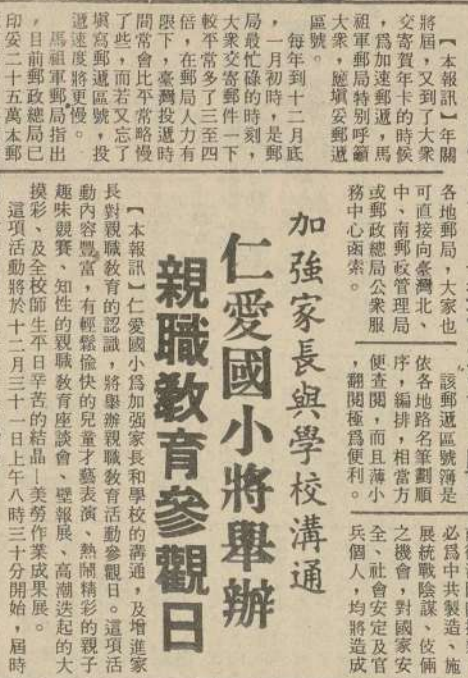 【本報訊】年關
將屆，又到了大衆
交寄賀年卡的時候
，爲加速郵遞，馬
祖軍郵局特別呼籲
大衆，應填妥郵遞
區號。
每年到十二月底
，一月初時，是郵
局最忙碌的時刻，
大衆交寄郵件一下
較平常多了三至四
倍，在郵局人力有
限下，臺灣投遞時
間常會比平常略慢
了些，而若又忘了
填寫郵遞區號，投
遞速度將更慢。
馬祖軍郵局指出
，目前郵政總局已
印妥二十五萬本郵
各地郵局，大家也
可直接向臺灣北、
中、南郵政管理局
或郵政總局公衆服
務中心函索。
該郵遞區號簿是
依各地路名筆劃順
序，編排，相當方
便查閱，而且薄小
，翻閱極爲便利。
必爲中共製造、施
展統戰陰謀、伎倆
之機會，對國家安
全、社會安定及官
兵個人，均將造成
加強家長與學校溝通
仁愛國小將舉辦
親職敎育參觀日
【本報訊】仁愛國小爲加强家長和學校的溝通，及增進家
長對親職敎育的認識，將舉辦親職敎育活動參觀日。這項活
動內容豐富，有輕鬆愉快的兒童才藝表演、熱鬧精彩的親子
趣味競賽、知性的親職敎育座談會、壁報展、高潮迭起的大
摸彩、及全校師生平日辛苦的結晶—美勞作業成果展。
這項活動將於十二月三十一日上午八時三十分開始，屆時